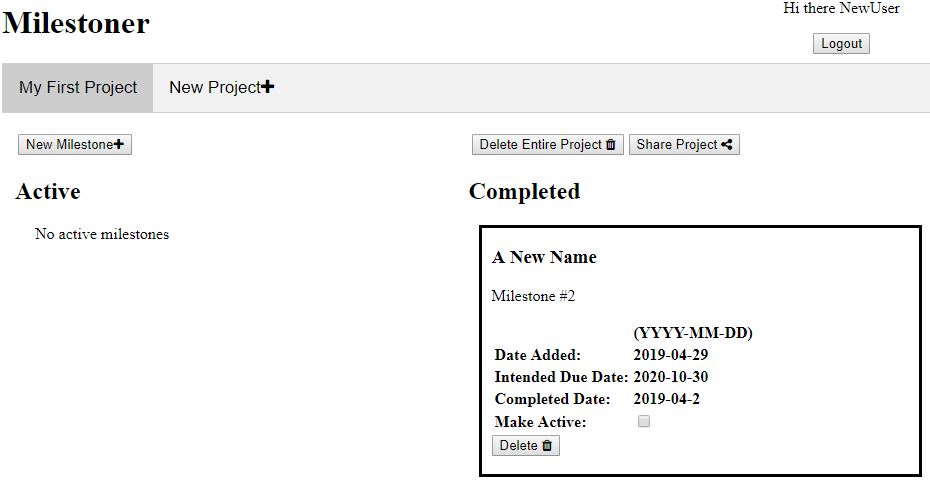 Milestoner
Hi there NewUser
Logout
My First Project New Project
New Milestone
Delete Entire Project Share Project
Active
No active milestones
Completed
A New Name
Milestone #2
(YYYY-MM-DD)
Date Added: 2019-04-29
Intended Due Date: 2020-10-30
Completed Date: 2019-04-2
Make Active:
Delete